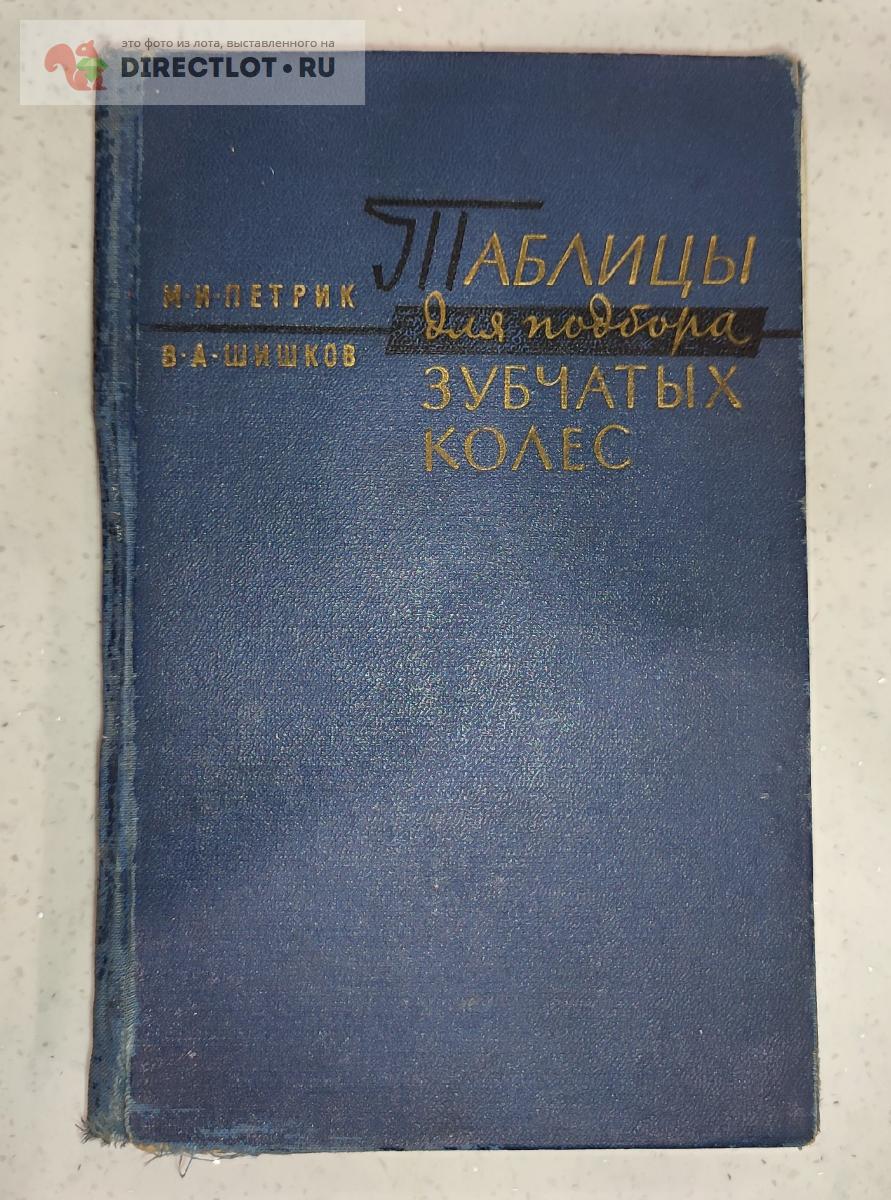 это фото из лота, выставленного на
DIRECTLOT.RU
М·И·ПЕТРИК
В·А·ШИШКОВ
ТАБЛИЦЫ
для подбора
ЗУБЧАТЫХ
КОЛЕС